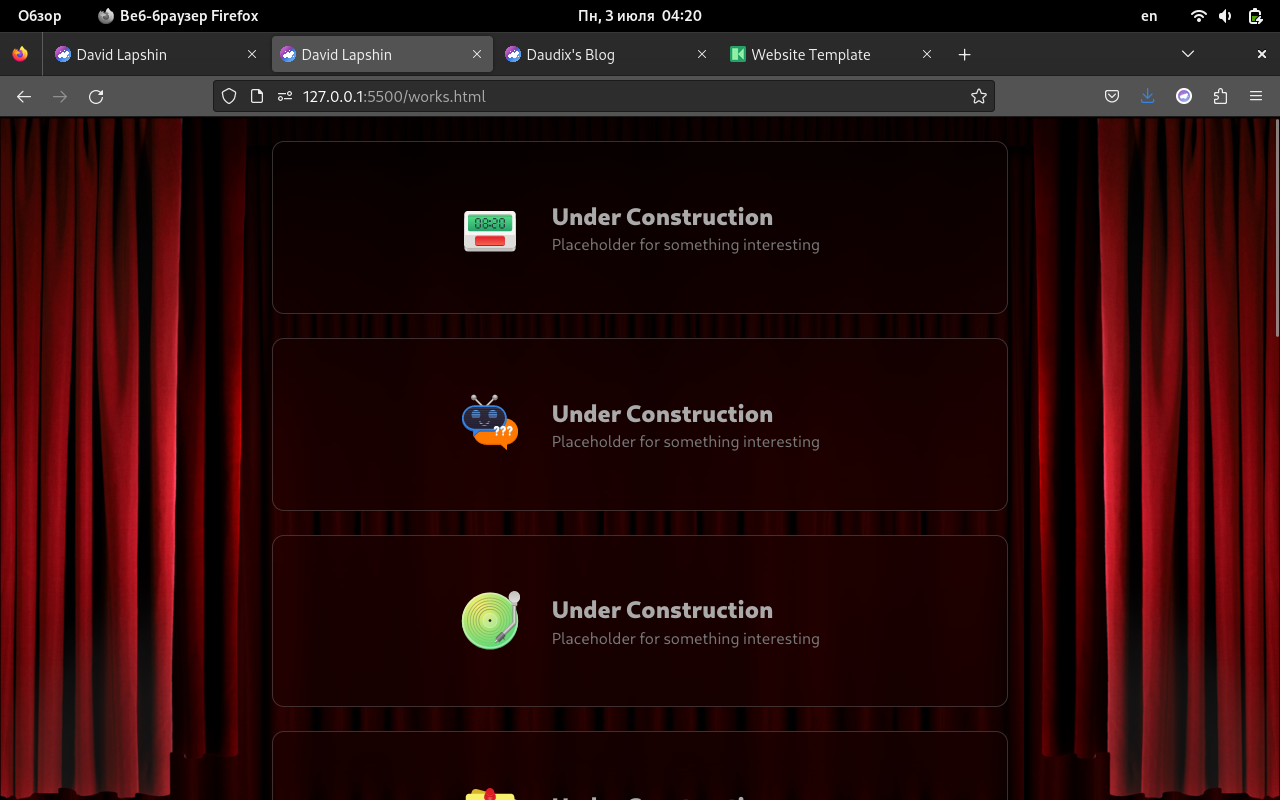 Обзор Веб-браузер Firefox Пн, 3 июля 04:20 en
David Lapshin David Lapshin Daudix's Blog Website Template
127.0.0.1:5500/works.html
Under Construction
08:20
Placeholder for something interesting
Under Construction
???
Placeholder for something interesting
Under Construction
Placeholder for something interesting
Under Construction